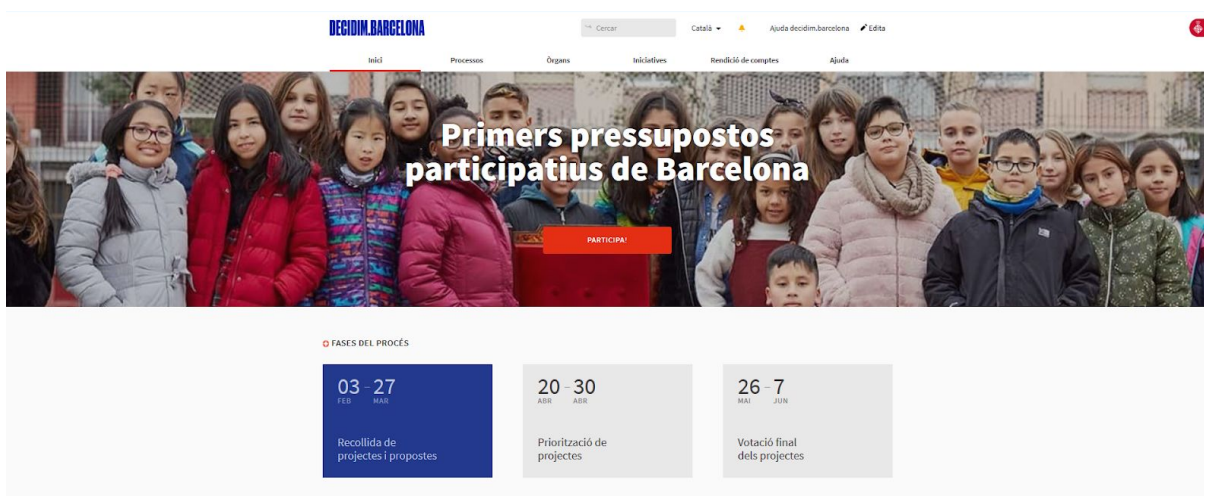 DECIDIM.BARCELONA
Cercar
Català
Ajuda decidim.barcelona
Edita
Inici
Processos
Òrgans
Iniciatives
Rendició de comptes
Ajuda
Primers pressupostos
participatius de Barcelona
PARTICIPA!
FASES DEL PROCÉS
03 - 27
FEB MAR
Recollida de
projectes i propostes
20 - 30
ABR ABR
Priorització de
projectes
26 - 7
MAI JUN
Votació final
dels projectes